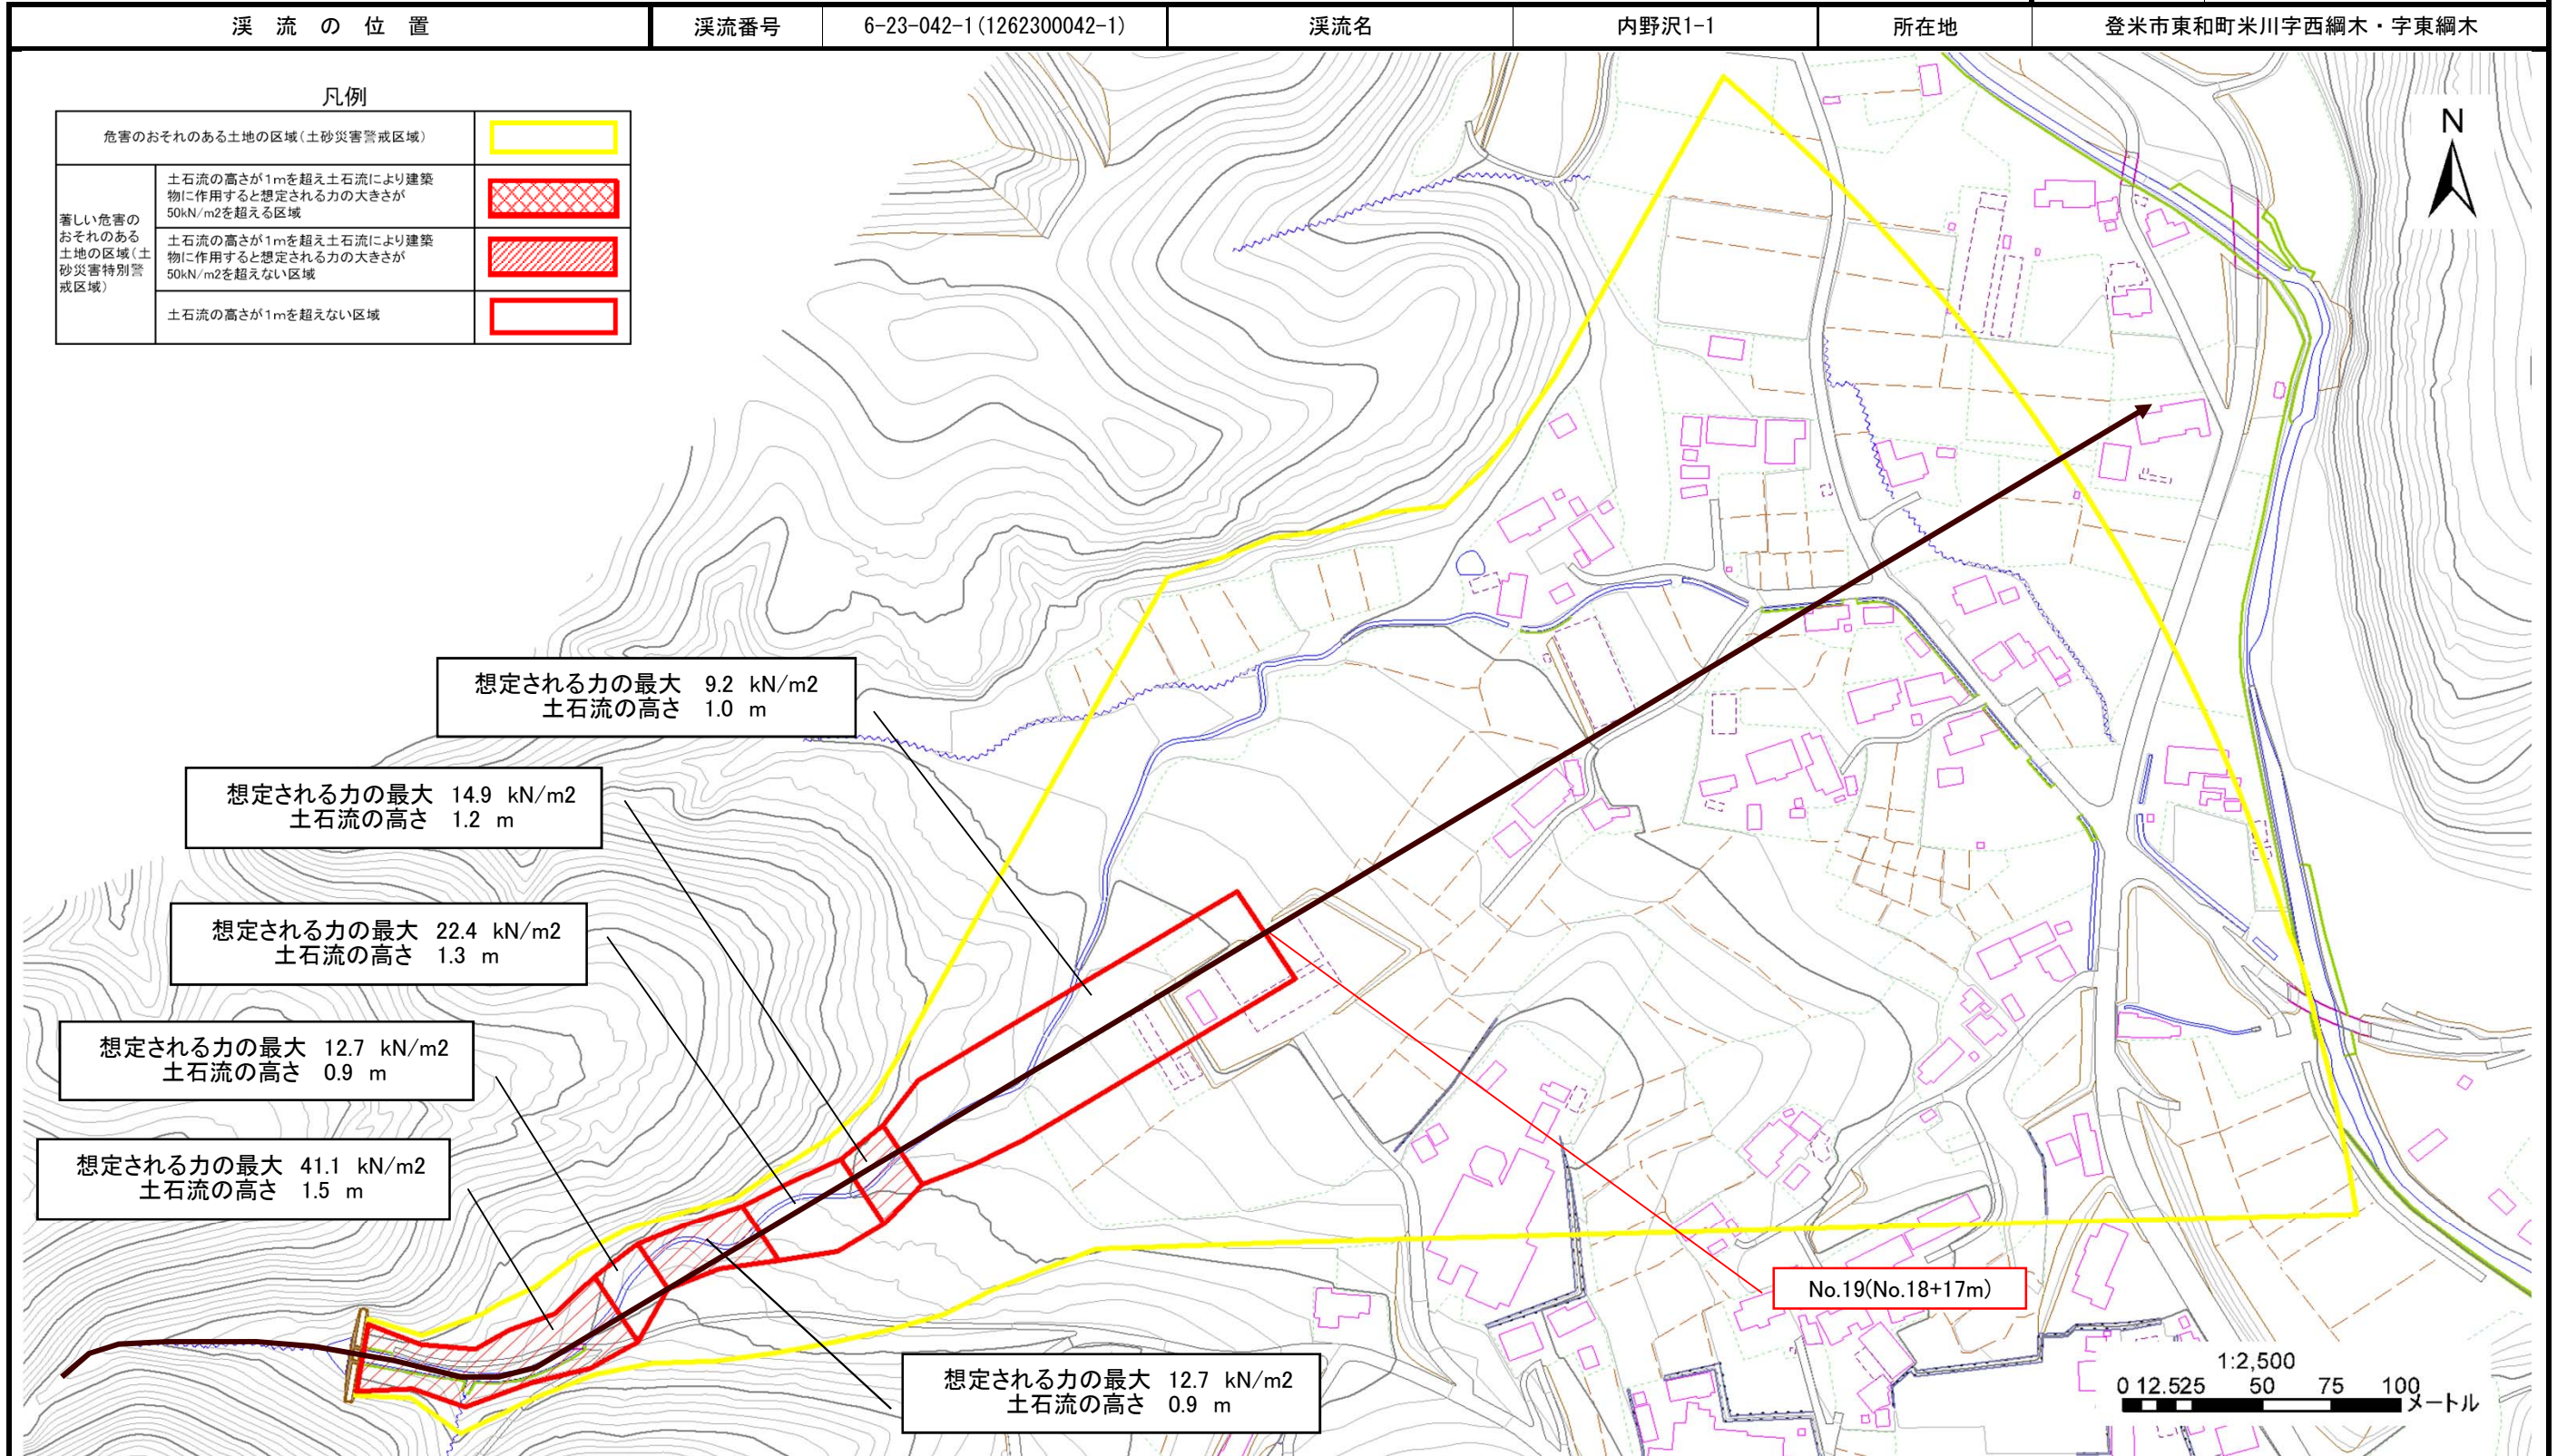 渓流の位置 渓流番号 6-23-042-1(1262300042-1) 渓流名 内野沢1-1 所在地 登米市東和町米川字西綱木・字東綱木
凡例
危害のおそれのある土地の区域(土砂災害警戒区域)
著しい危害の
おそれのある
土地の区域(土
砂災害特別警
戒区域)
土石流の高さが1mを超え土石流により建築
物に作用すると想定される力の大きさが
50kN/m2を超える区域
土石流の高さが1mを超え土石流により建築
物に作用すると想定される力の大きさが
50kN/m2を超えない区域
土石流の高さが1mを超えない区域
N
想定される力の最大 9.2 kN/m2
土石流の高さ 1.0 m
想定される力の最大 14.9 kN/m2
土石流の高さ 1.2 m
想定される力の最大 22.4 kN/m2
土石流の高さ 1.3 m
想定される力の最大 12.7 kN/m2
土石流の高さ 0.9 m
想定される力の最大 41.1 kN/m2
土石流の高さ 1.5 m
No.19(No.18+17m)
想定される力の最大 12.7 kN/m2
土石流の高さ 0.9 m
1:2,500
0 12.525 50 75 100
メートル